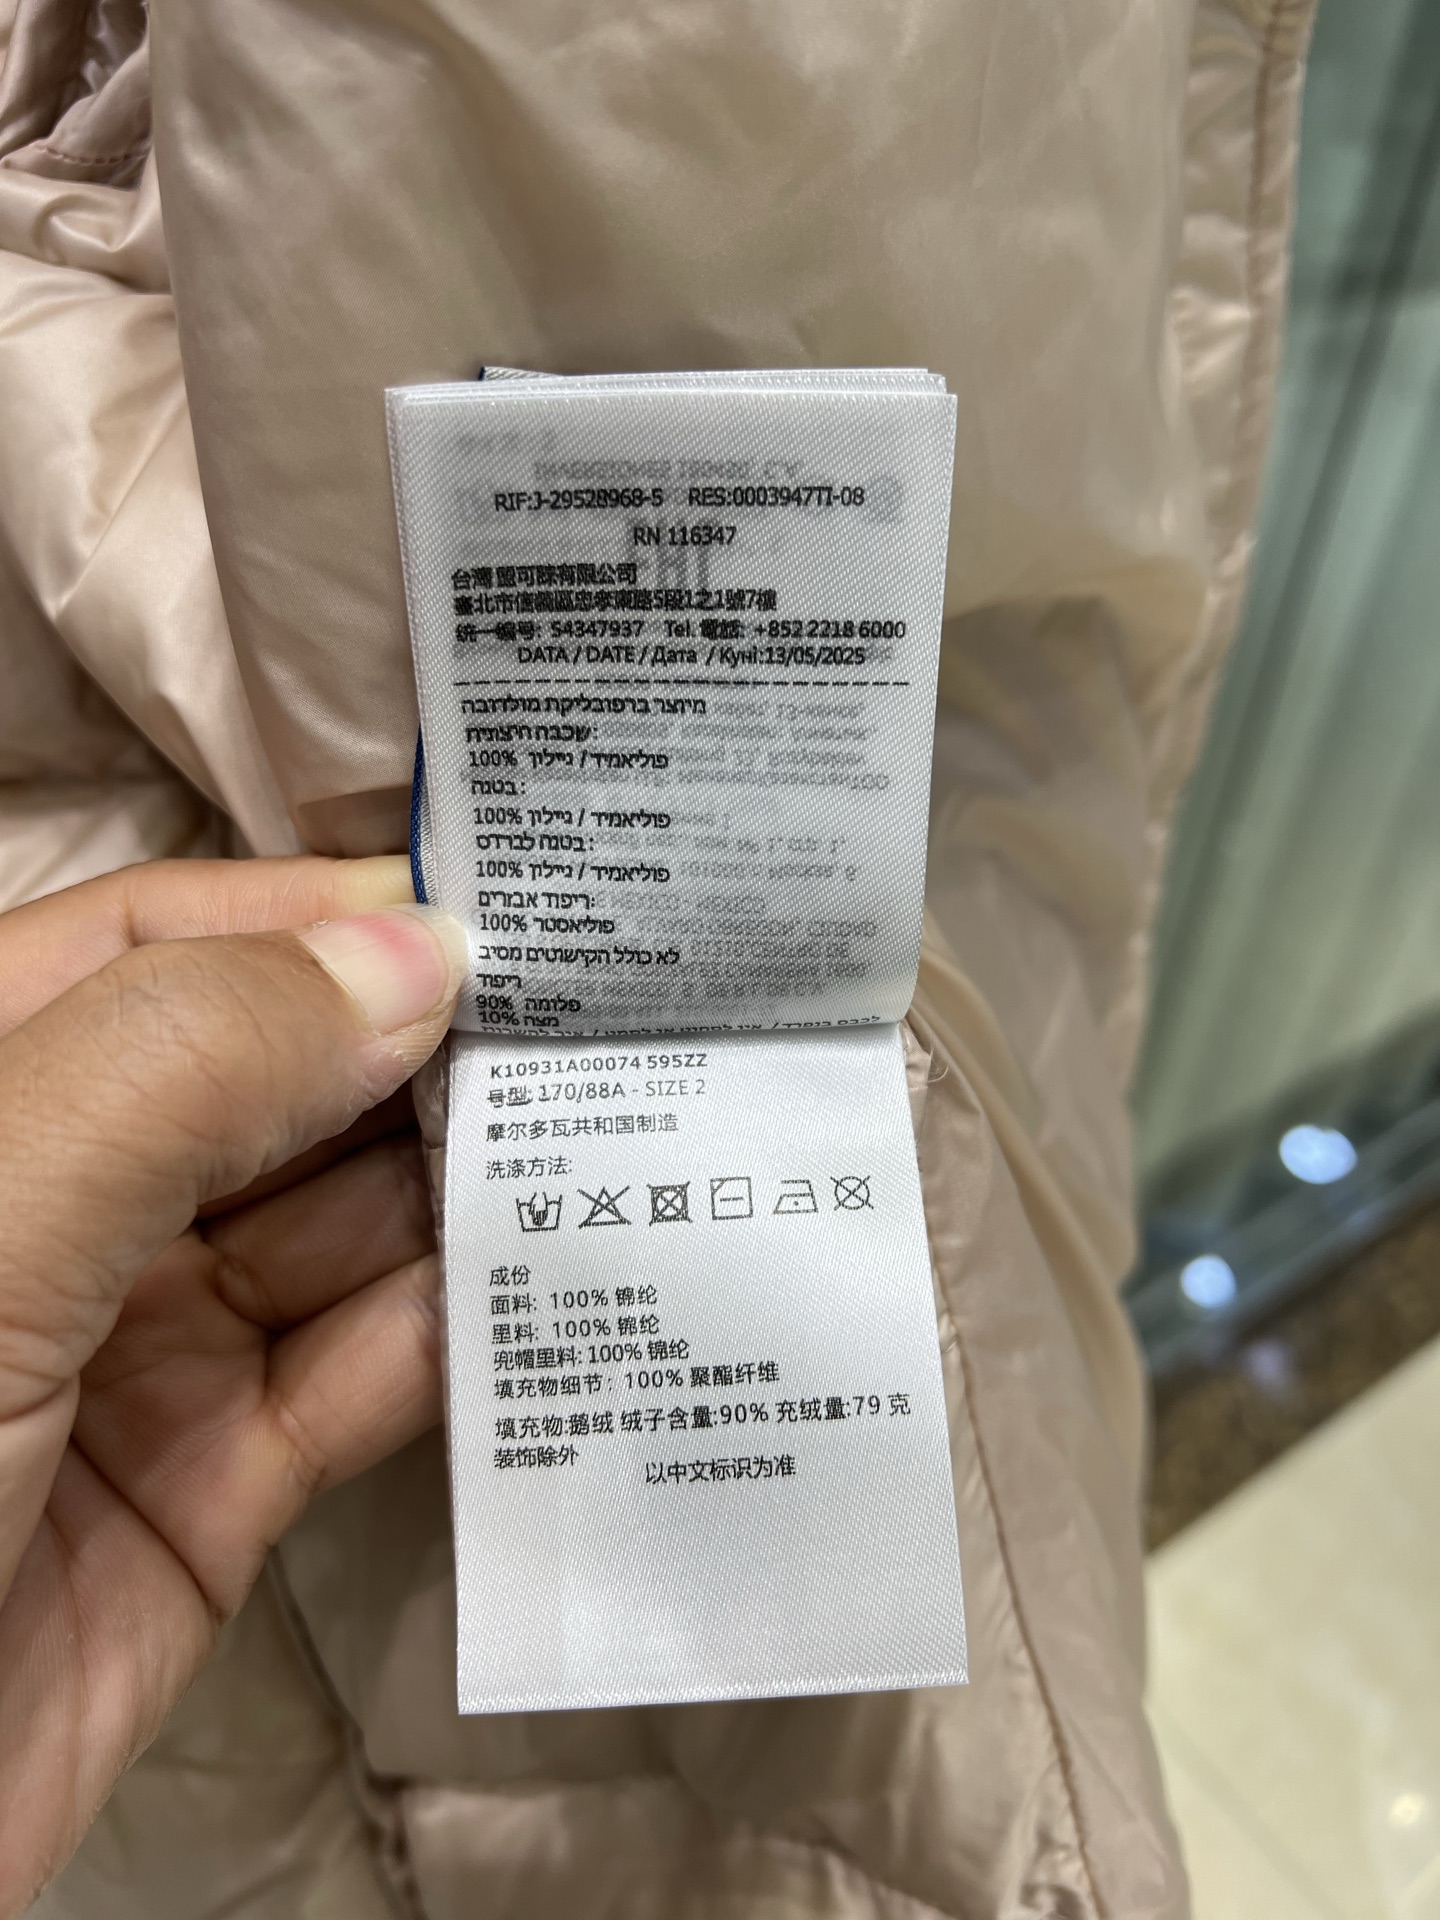 RIF:J-29528968-5 RES:0003947TI-08
RN 116347
台灣盟可睞有限公司
臺北市信義區忠孝東路5段1之1號7樓
统一编号: 54347937 Tel. 電話: +852 2218 6000
DATA / DATE / Дата / Күні:13/05/2025
מיוצר ברפובליקת מולדובה
שכבה חיצונית:
100% פוליאמיד / ניילון
בטנה:
100% פוליאמיד / ניילון
בטנה לברדס:
100% פוליאמיד / ניילון
ריפוד אבזרים:
100% פוליאסטר
לא כולל הקישוטים מסיב
ריפוד
90% פלומה
10% מצה
K10931A00074 595ZZ
号型: 170/88A - SIZE 2
摩尔多瓦共和国制造
洗涤方法:
成份
面料: 100% 锦纶
里料: 100% 锦纶
兜帽里料: 100% 锦纶
填充物细节: 100% 聚酯纤维
填充物:鹅绒 绒子含量:90% 充绒量:79 克
装饰除外
以中文标识为准